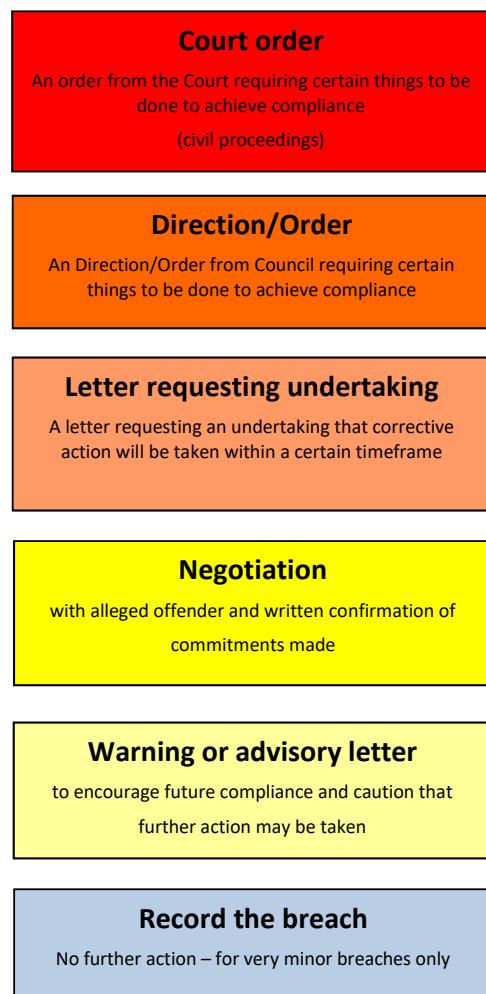 Court order
An order from the Court requiring certain things to be
done to achieve compliance
(civil proceedings)
Direction/Order
An Direction/Order from Council requiring certain
things to be done to achieve compliance
Letter requesting undertaking
A letter requesting an undertaking that corrective
action will be taken within a certain timeframe
Negotiation
with alleged offender and written confirmation of
commitments made
Warning or advisory letter
to encourage future compliance and caution that
further action may be taken
Record the breach
No further action – for very minor breaches only